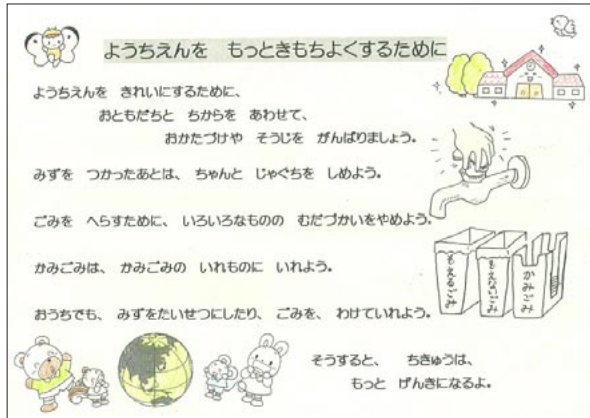 ようちえんを もっときもちよくするために
ようちえんを きれいにするために、
おともだちと ちからを あわせて、
おかたづけや そうじを がんばりましょう。
みずを つかったあとは、 ちゃんと じゃぐちを しめよう。
ごみを へらすために、 いろいろなものの むだづかいをやめよう。
かみごみは、 かみごみの いれものに いれよう。
もえるごみ
もえないごみ
かみごみ
おうちでも、 みずをたいせつにしたり、 ごみを、 わけていれよう。
そうすると、 ちきゅうは、
もっと げんきになるよ。